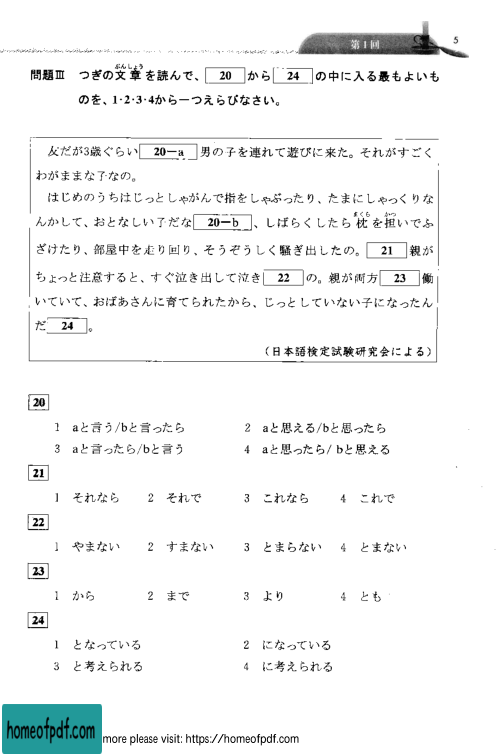 第1回
5
問題Ⅲ つぎの文章を読んで、 20 から 24 の中に入る最もよいも
ぶんしょう
のを、1・2・3・4から一つえらびなさい。
友だが3歳ぐらい 20−a 男の子を連れて遊びに来た。それがすごく
わがままな子なの。
はじめのうちはじっとしゃがんで指をしゃぶったり、たまにしゃっくりな
まくら かつ
んかして、おとなしい子だな 20−b 、しばらくしたら枕を担いでふ
ざけたり、部屋中を走り回り、そうぞうしく騒ぎ出したの。 21 親が
ちょっと注意すると、すぐ泣き出して泣き 22 の。親が両方 23 働
いていて、おばあさんに育てられたから、じっとしていない子になったん
だ 24 。
(日本語検定試験研究会による)
20
1 aと言う/bと言ったら 2 aと思える/bと思ったら
3 aと言ったら/bと言う 4 aと思ったら/ bと思える
21
1 それなら 2 それで 3 これなら 4 これで
22
1 やまない 2 すまない 3 とまらない 4 とまない
23
1 から 2 まで 3 より 4 とも
24
1 となっている 2 になっている
3 と考えられる 4 に考えられる
homeofpdf.com more please visit: https://homeofpdf.com